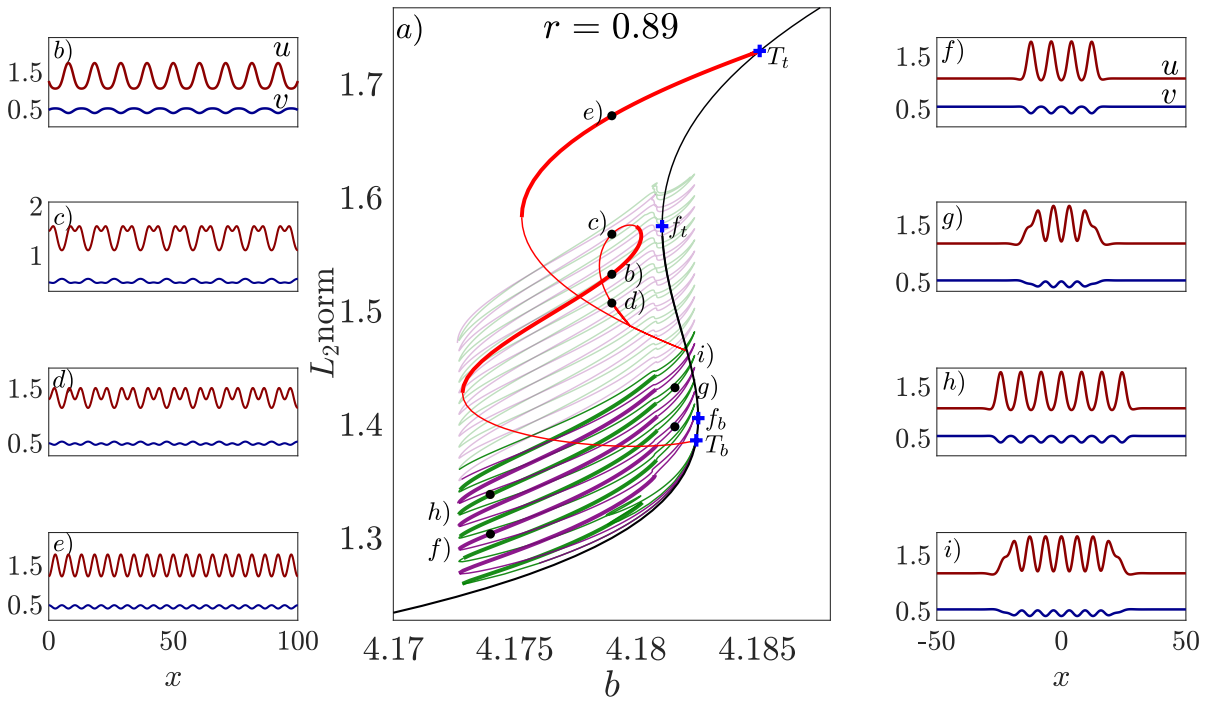 b)
u
1.5
v
0.5
c)
2
1
d)
1.5
0.5
e)
1.5
0.5
0
50
100
x
a)
r = 0.89
T_t
1.7
e)
1.6
c)
f_t
b)
1.5
d)
i)
g)
1.4
f_b
T_b
h)
f)
1.3
L_2norm
4.17
4.175
4.18
4.185
b
f)
1.5
u
v
0.5
g)
1.5
0.5
h)
1.5
0.5
i)
1.5
0.5
-50
0
50
x